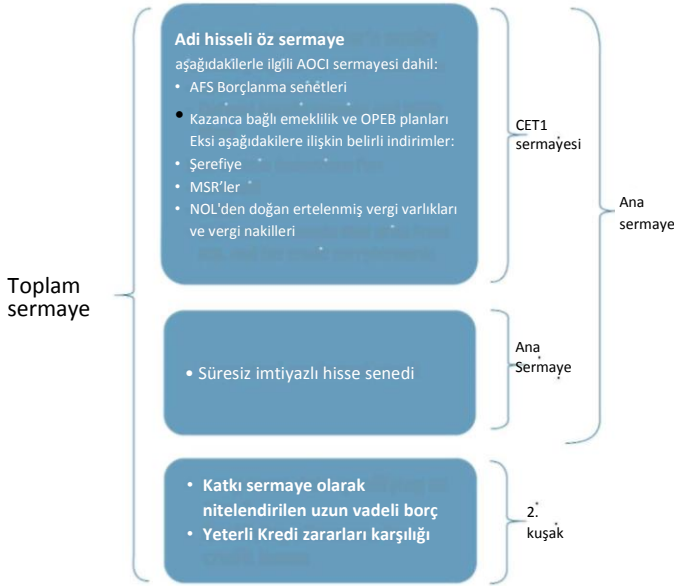 Adi hisseli öz sermaye
aşağıdakilerle ilgili AOCI sermayesi dahil:
• AFS Borçlanma senetleri
• Kazanca bağlı emeklilik ve OPEB planları
Eksi aşağıdakilere ilişkin belirli indirimler:
• Şerefiye
• MSR'ler
• NOL'den doğan ertelenmiş vergi varlıkları
ve vergi nakilleri
CET1
sermayesi
Ana
sermaye
Toplam
sermaye
• Süresiz imtiyazlı hisse senedi
Ana
Sermaye
• Katkı sermaye olarak
nitelendirilen uzun vadeli borç
• Yeterli Kredi zararları karşılığı
2.
kuşak